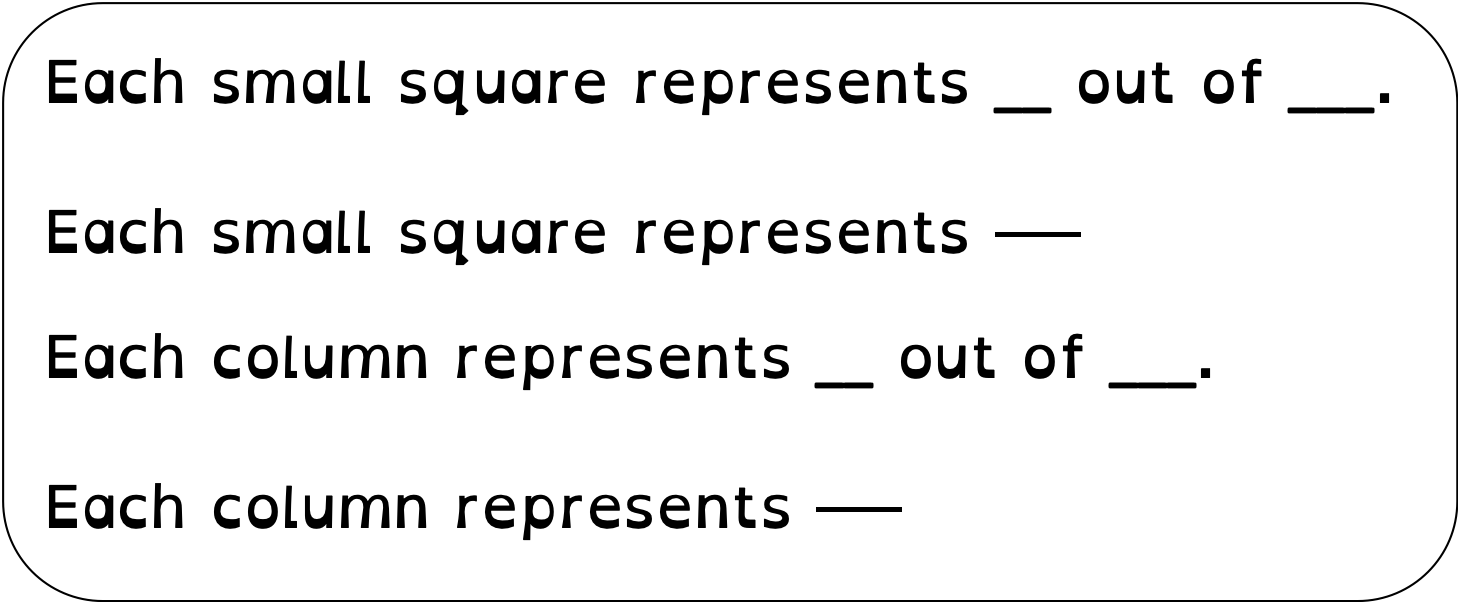 Each small square represents __ out of ___.
Each small square represents —
Each column represents __ out of ___.
Each column represents —